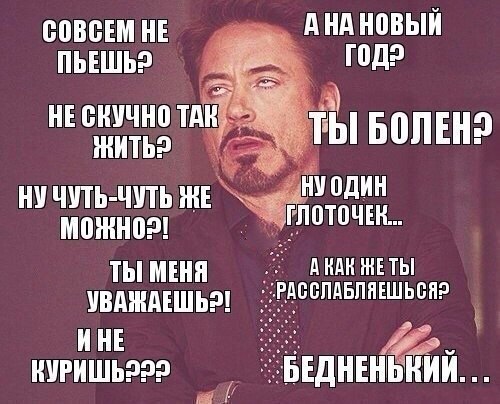 СОВСЕМ НЕ
ПЬЕШЬ?
А НА НОВЫЙ
ГОД?
НЕ СКУЧНО ТАК
ЖИТЬ?
ТЫ БОЛЕН?
НУ ЧУТЬ-ЧУТЬ ЖЕ
МОЖНО?!
НУ ОДИН
ГЛОТОЧЕК...
ТЫ МЕНЯ
УВАЖАЕШЬ?!
А КАК ЖЕ ТЫ
РАССЛАБЛЯЕШЬСЯ?
И НЕ
КУРИШЬ???
БЕДНЕНЬКИЙ. . .